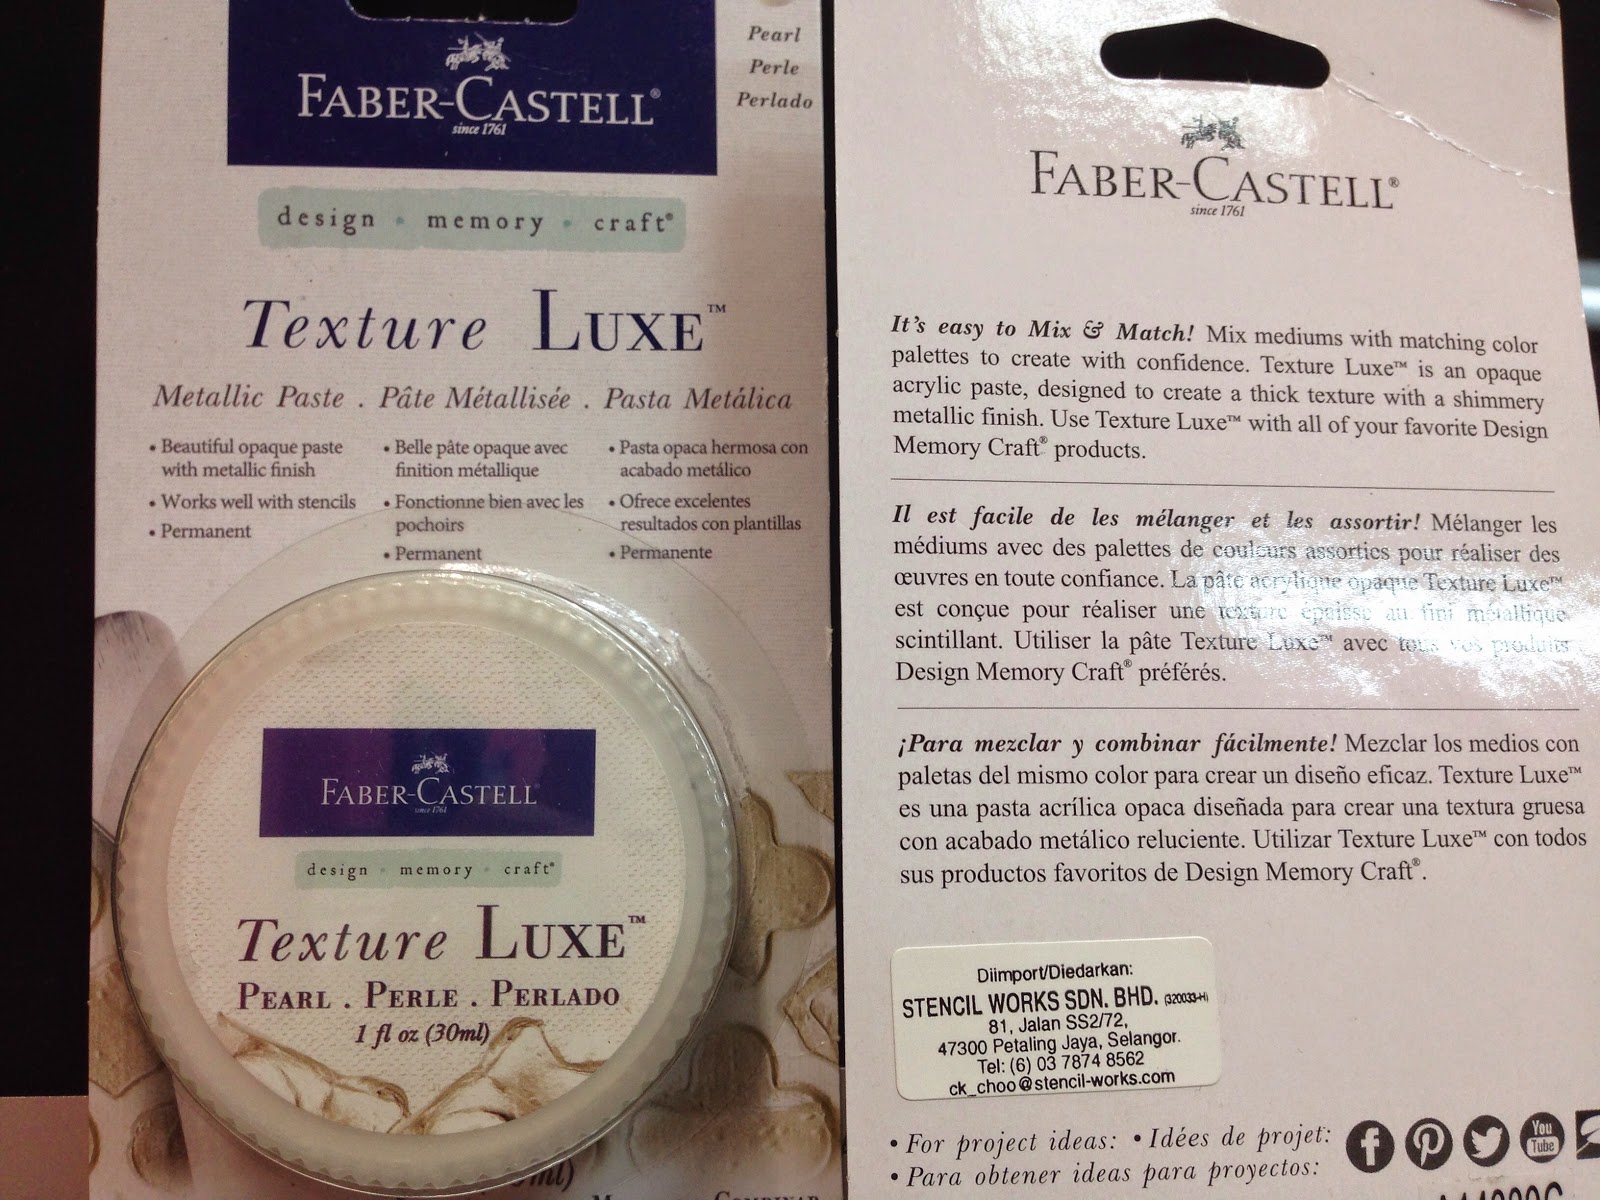 Pearl
Perle
Perlado
FABER-CASTELL®
since 1761
design • memory • craft®
Texture LUXE™
Metallic Paste . Pâte Métallisée . Pasta Metálica
• Beautiful opaque paste
with metallic finish
• Works well with stencils
• Permanent
• Belle pâte opaque avec
finition métallique
• Fonctionne bien avec les
pochoirs
• Permanent
• Pasta opaca hermosa con
acabado metálico
• Ofrece excelentes
resultados con plantillas
• Permanente
FABER-CASTELL
since 1761
design • memory • craft®
Texture LUXE™
PEARL . PERLE . PERLADO
1 fl oz (30ml)
FABER-CASTELL®
since 1761
It's easy to Mix & Match! Mix mediums with matching color
palettes to create with confidence. Texture Luxe™ is an opaque
acrylic paste, designed to create a thick texture with a shimmery
metallic finish. Use Texture Luxe™ with all of your favorite Design
Memory Craft® products.
Il est facile de les mélanger et les assortir! Mélanger les
médiums avec des palettes de couleurs assorties pour réaliser des
œuvres en toute confiance. La pâte acrylique opaque Texture Luxe™
est conçue pour réaliser une texture épaisse au fini métallique
scintillant. Utiliser la pâte Texture Luxe™ avec tous vos produits
Design Memory Craft® préférés.
¡Para mezclar y combinar fácilmente! Mezclar los medios con
paletas del mismo color para crear un diseño eficaz. Texture Luxe™
es una pasta acrílica opaca diseñada para crear una textura gruesa
con acabado metálico reluciente. Utilizar Texture Luxe™ con todos
sus productos favoritos de Design Memory Craft®.
Diimport/Diedarkan:
STENCIL WORKS SDN. BHD. (320033-H)
81, Jalan SS2/72,
47300 Petaling Jaya, Selangor.
Tel: (6) 03 7874 8562
ck_choo@stencil-works.com
• For project ideas: • Idées de projet:
• Para obtener ideas para proyectos:
You
Tube